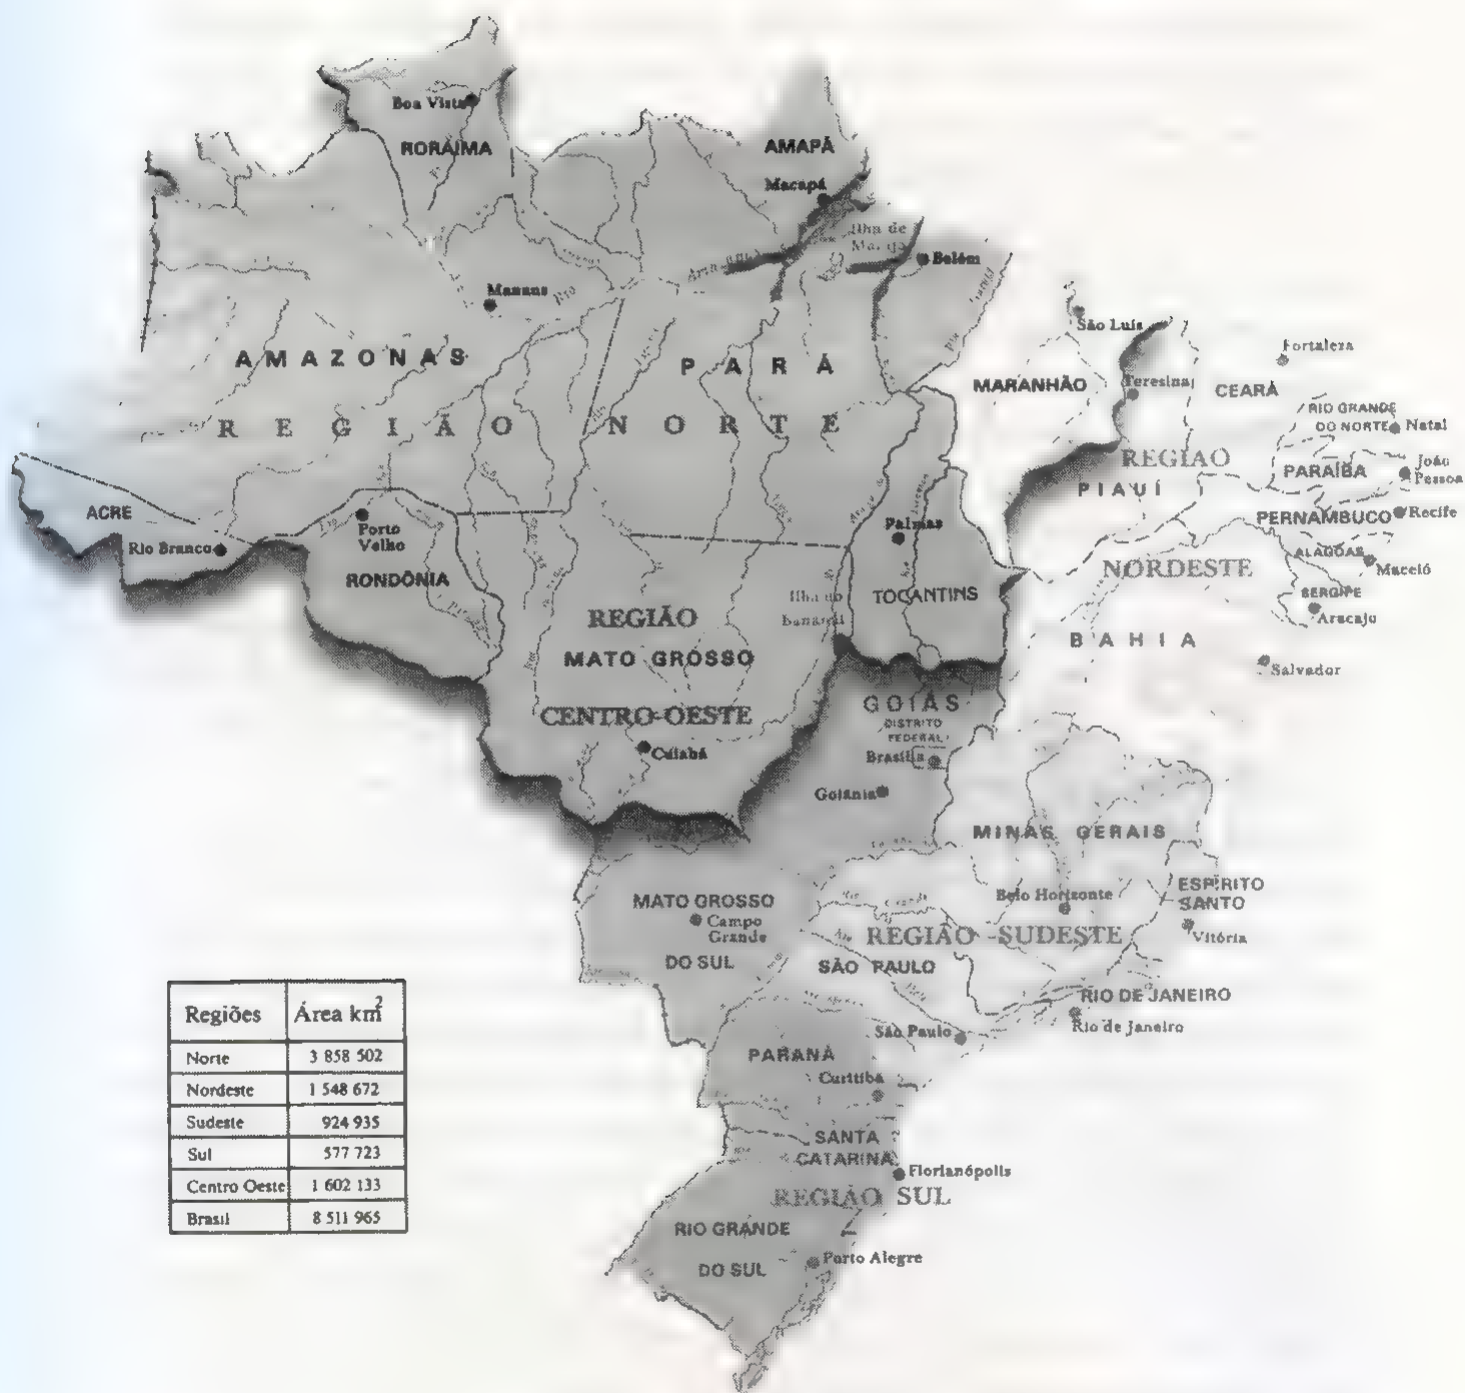 Boa Vista
RORAIMA
AMAPÁ
Macapá
Ilha de
Belém
Manaus
Rio
São Luís
Fortaleza
AMAZONAS
PARÁ
MARANHÃO
Teresina
CEARÁ
RIO GRANDE
DO NORTE
Natal
REGIÃO NORTE
REGIAO
PIAUÍ
PARAÍBA
João
Pessoa
ACRE
Rio Branco
Porto
Velho
RONDÔNIA
Palmas
TOCANTINS
PERNAMBUCO
Recife
NORDESTE
ALAGOAS
Maceió
SERGIPE
Aracaju
BAHIA
Salvador
REGIÃO
MATO GROSSO
CENTRO-OESTE
Cuiabá
GOIÁS
DISTRITO
FEDERAL
Brasília
Goiânia
MINAS GERAIS
Belo Horizonte
ESPÍRITO
SANTO
Vitória
MATO GROSSO
Campo
Grande
DO SUL
REGIÃO -SUDESTE
SÃO PAULO
São Paulo
RIO DE JANEIRO
Rio de Janeiro
PARANÁ
Curitiba
SANTA
CATARINA
Florianópolis
REGIÃO SUL
RIO GRANDE
DO SUL
Porto Alegre
Regiões Área km²
Norte 3 858 502
Nordeste 1 548 672
Sudeste 924 935
Sul 577 723
Centro Oeste 1 602 133
Brasil 8 511 965